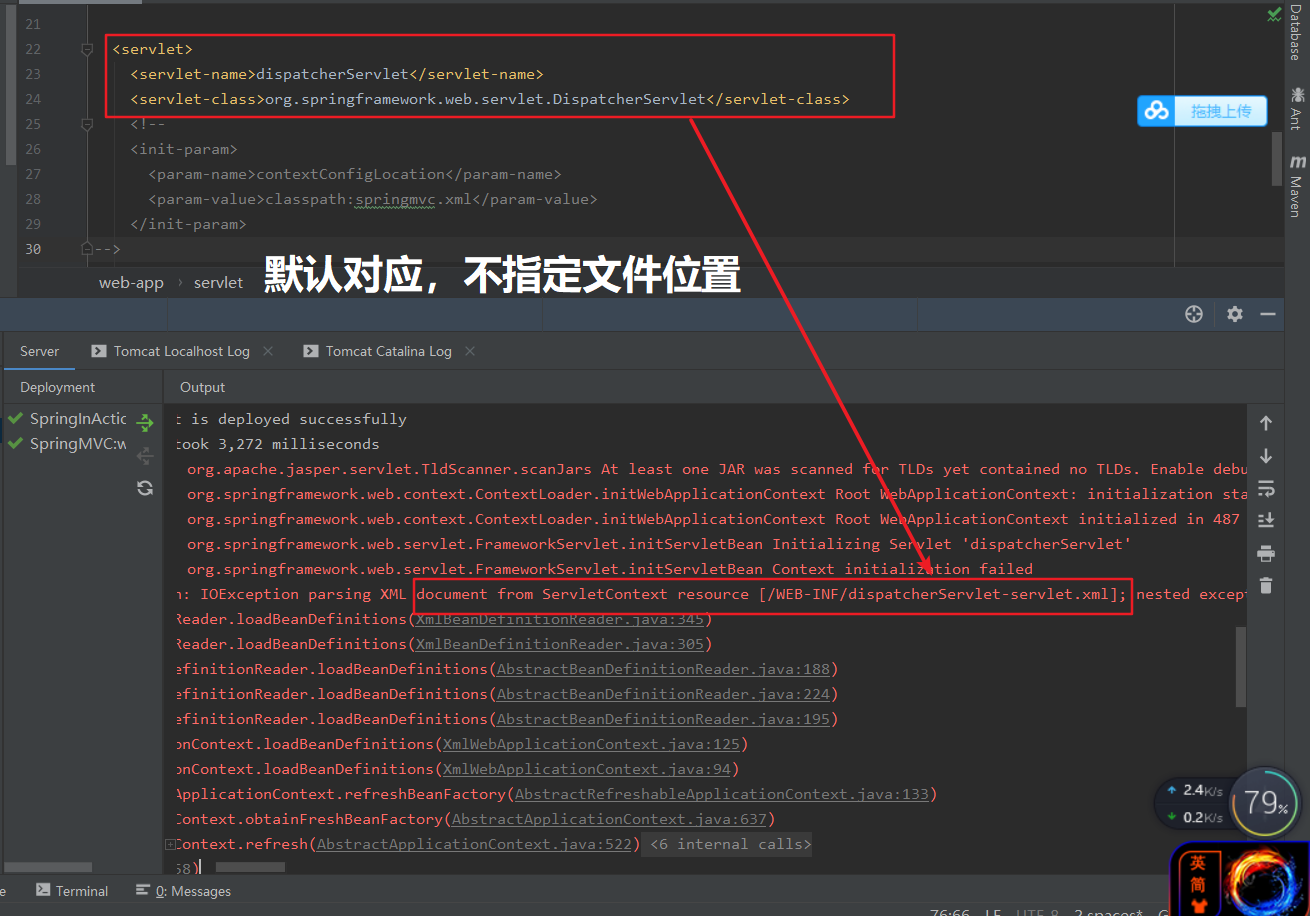 21
22 <servlet>
23 <servlet-name>dispatcherServlet</servlet-name>
24 <servlet-class>org.springframework.web.servlet.DispatcherServlet</servlet-class>
25 <!--
26 <init-param>
27 <param-name>contextConfigLocation</param-name>
28 <param-value>classpath:springmvc.xml</param-value>
29 </init-param>
30 -->
Database
Ant
Maven
拖拽上传
web-app › servlet
默认对应，不指定文件位置
Server Tomcat Localhost Log Tomcat Catalina Log
Deployment Output
SpringInActic
SpringMVC:w
t is deployed successfully
took 3,272 milliseconds
org.apache.jasper.servlet.TldScanner.scanJars At least one JAR was scanned for TLDs yet contained no TLDs. Enable debu
org.springframework.web.context.ContextLoader.initWebApplicationContext Root WebApplicationContext: initialization sta
org.springframework.web.context.ContextLoader.initWebApplicationContext Root WebApplicationContext initialized in 487
org.springframework.web.servlet.FrameworkServlet.initServletBean Initializing Servlet 'dispatcherServlet'
org.springframework.web.servlet.FrameworkServlet.initServletBean Context initialization failed
n: IOException parsing XML document from ServletContext resource [/WEB-INF/dispatcherServlet-servlet.xml]; nested except
Reader.loadBeanDefinitions(XmlBeanDefinitionReader.java:345)
Reader.loadBeanDefinitions(XmlBeanDefinitionReader.java:305)
efinitionReader.loadBeanDefinitions(AbstractBeanDefinitionReader.java:188)
efinitionReader.loadBeanDefinitions(AbstractBeanDefinitionReader.java:224)
efinitionReader.loadBeanDefinitions(AbstractBeanDefinitionReader.java:195)
onContext.loadBeanDefinitions(XmlWebApplicationContext.java:125)
onContext.loadBeanDefinitions(XmlWebApplicationContext.java:94)
ApplicationContext.refreshBeanFactory(AbstractRefreshableApplicationContext.java:133)
Context.obtainFreshBeanFactory(AbstractApplicationContext.java:637)
Context.refresh(AbstractApplicationContext.java:522) <6 internal calls>
58)
2.4K/s
0.2K/s
79%
英
简
Terminal 0: Messages
76:66 LF UTF-8 2 spaces*